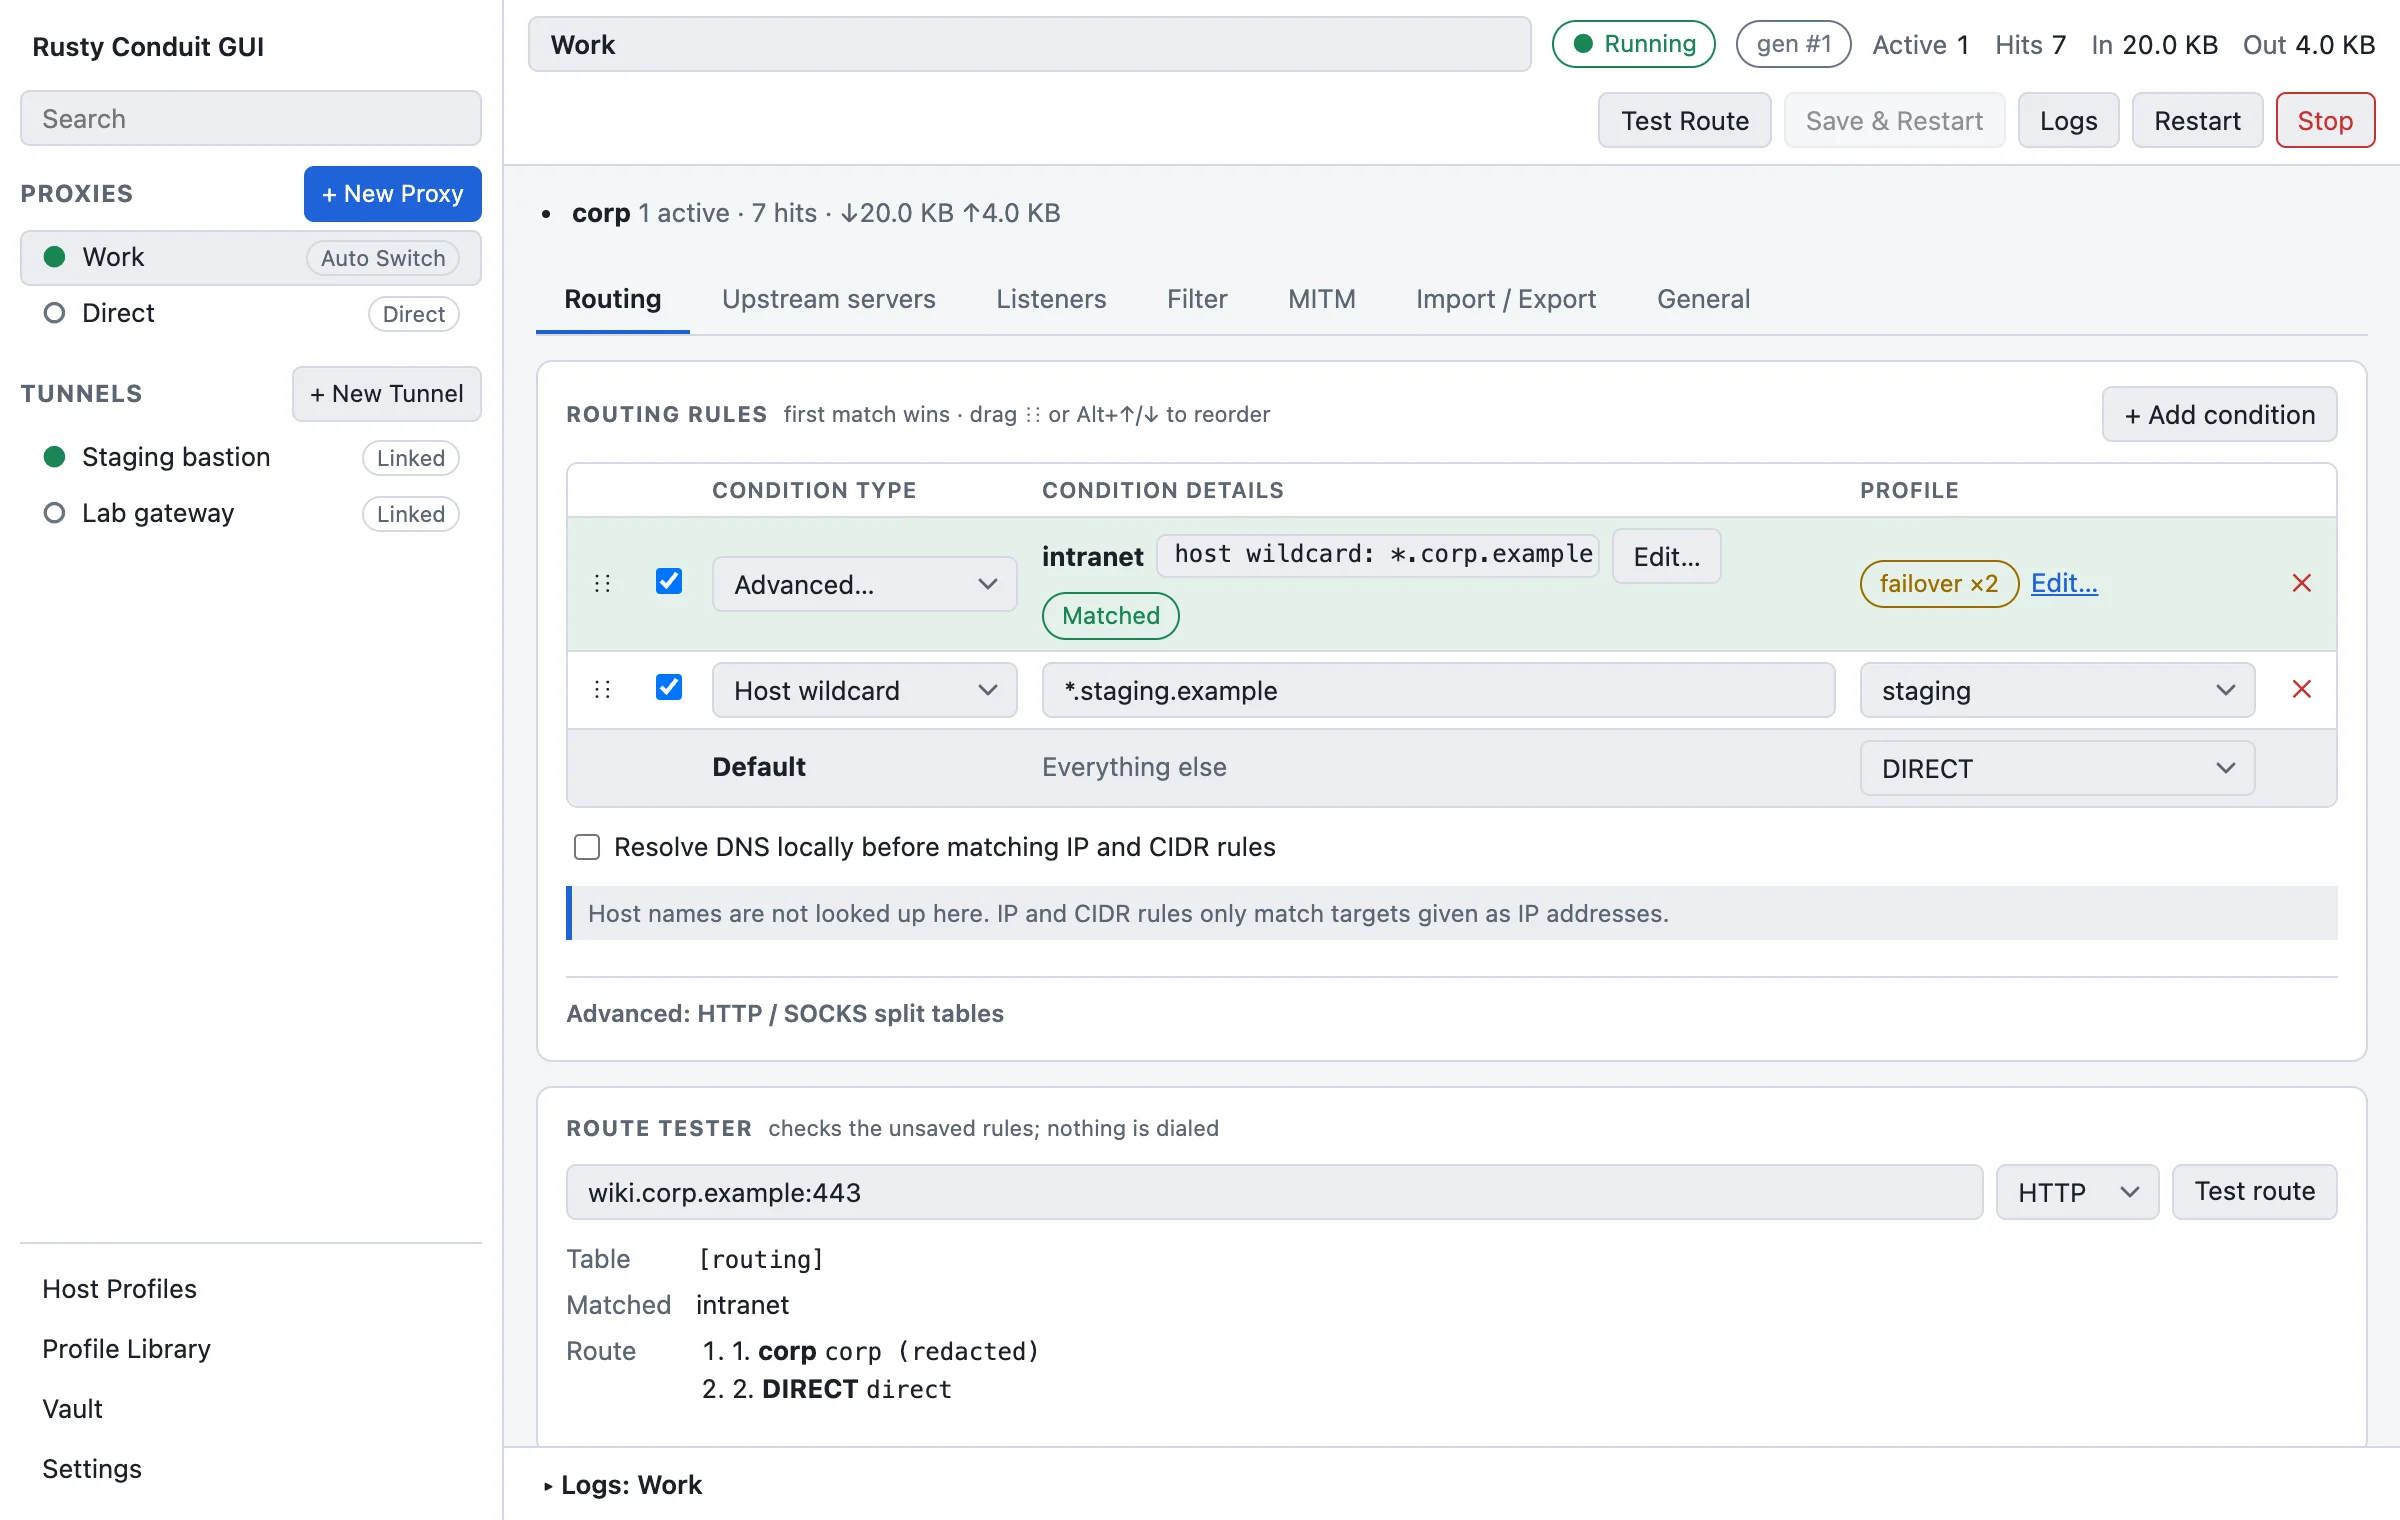 Rusty Conduit GUI
Search
PROXIES
+ New Proxy
Work
Auto Switch
Direct
Direct
TUNNELS
+ New Tunnel
Staging bastion
Linked
Lab gateway
Linked
Host Profiles
Profile Library
Vault
Settings
Work
Running
gen #1
Active 1 Hits 7 In 20.0 KB Out 4.0 KB
Test Route
Save & Restart
Logs
Restart
Stop
• corp 1 active · 7 hits · ↓20.0 KB ↑4.0 KB
Routing
Upstream servers
Listeners
Filter
MITM
Import / Export
General
ROUTING RULES first match wins · drag ⁝⁝ or Alt+↑/↓ to reorder
+ Add condition
CONDITION TYPE
CONDITION DETAILS
PROFILE
Advanced...
intranet host wildcard: *.corp.example Edit...
Matched
failover ×2 Edit...
Host wildcard
*.staging.example
staging
Default
Everything else
DIRECT
Resolve DNS locally before matching IP and CIDR rules
Host names are not looked up here. IP and CIDR rules only match targets given as IP addresses.
Advanced: HTTP / SOCKS split tables
ROUTE TESTER checks the unsaved rules; nothing is dialed
wiki.corp.example:443
HTTP
Test route
Table [routing]
Matched intranet
Route 1. 1. corp corp (redacted)
2. 2. DIRECT direct
▸ Logs: Work